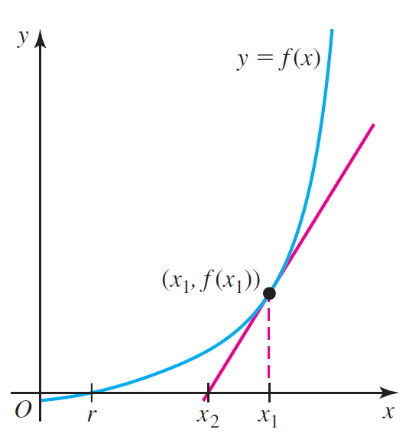 y
y = f(x)
(x₁, f(x₁))
O
r
x₂
x₁
x